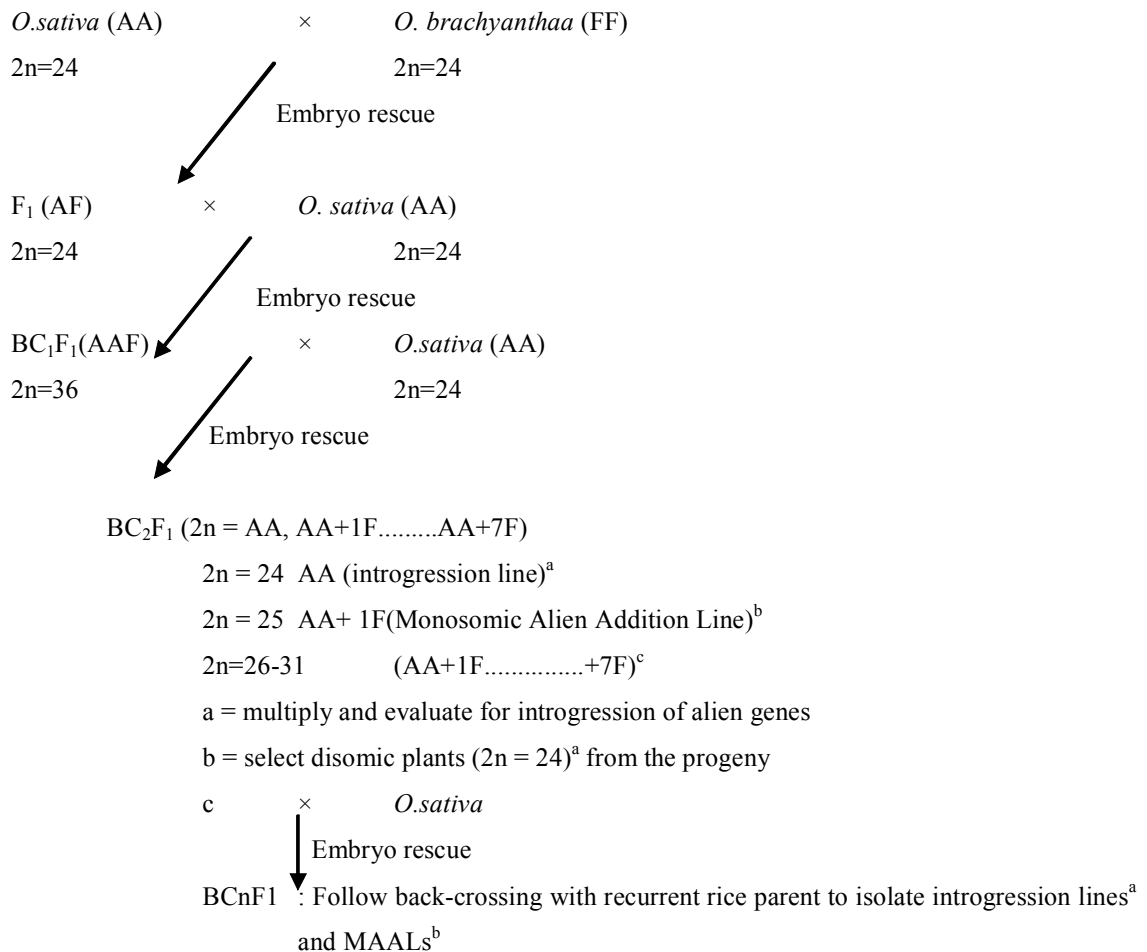 O.sativa (AA) × O. brachyanthaa (FF)
2n=24 2n=24
Embryo rescue
F₁ (AF) × O. sativa (AA)
2n=24 2n=24
Embryo rescue
BC₁F₁(AAF) × O.sativa (AA)
2n=36 2n=24
Embryo rescue
BC₂F₁ (2n = AA, AA+1F.........AA+7F)
2n = 24 AA (introgression line)ᵃ
2n = 25 AA+ 1F(Monosomic Alien Addition Line)ᵇ
2n=26-31 (AA+1F...............+7F)ᶜ
a = multiply and evaluate for introgression of alien genes
b = select disomic plants (2n = 24)ᵃ from the progeny
c × O.sativa
Embryo rescue
BCnF1 : Follow back-crossing with recurrent rice parent to isolate introgression linesᵃ
and MAALsᵇ